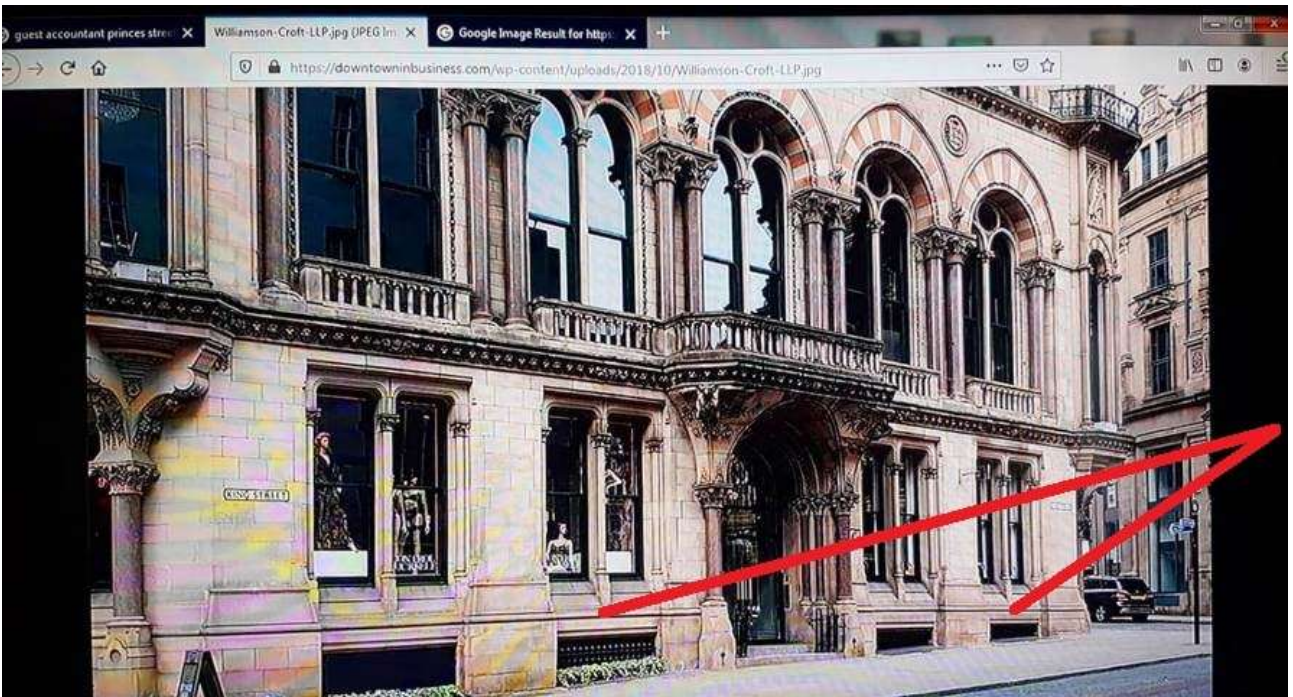 guest accountant princes stre
Williamson-Croft-LLP.jpg (JPEG Im
Google Image Result for https:
https://downtowninbusiness.com/wp-content/uploads/2018/10/Williamson-Croft-LLP.jpg
KING STREET